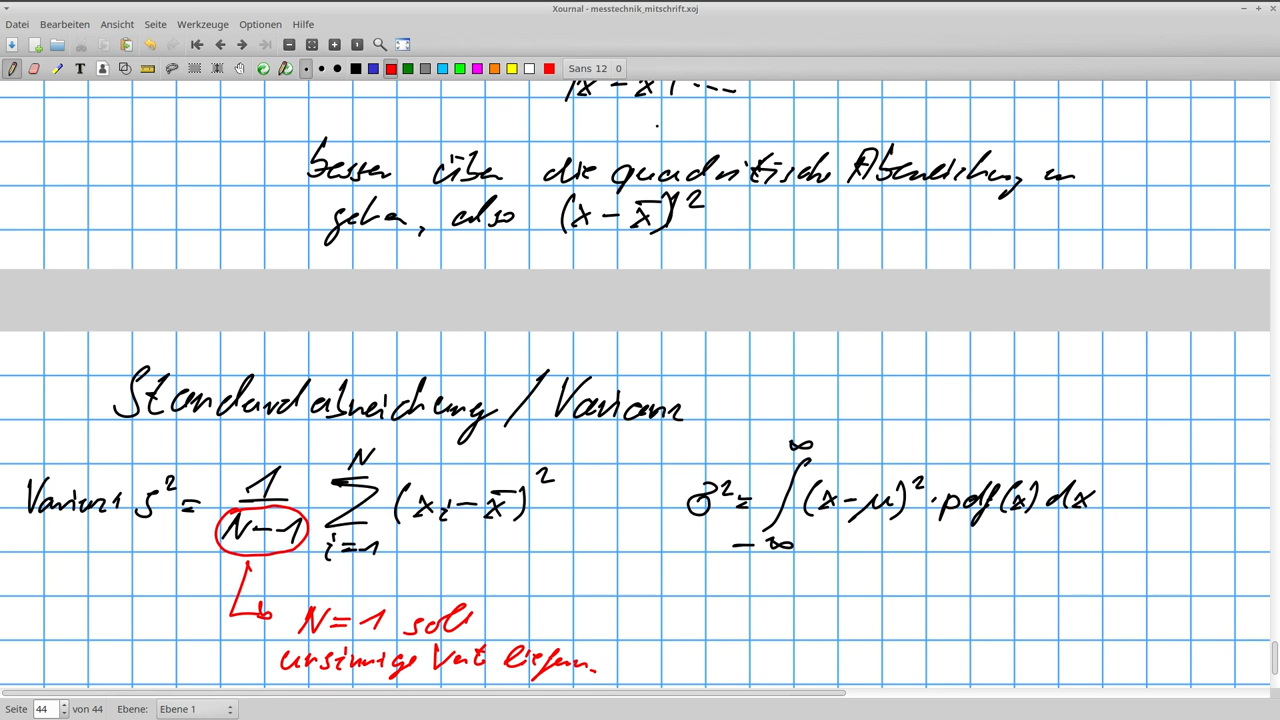 Xournal - messtechnik_mitschrift.xoj
Datei Bearbeiten Ansicht Seite Werkzeuge Optionen Hilfe
Sans 12 0
|x - x̄| ...
besser über die quadratische Abweichung zu
gehen, also (x - x̄)²
Standardabweichung / Varianz
Varianz s² = 1/(N-1) ∑_{i=1}^{N} (x_i - x̄)² σ² = ∫_{-∞}^{∞} (x-μ)² · pdf(x) dx
N=1 soll
unsinnige Wert liefern.
Seite 44 von 44 Ebene: Ebene 1